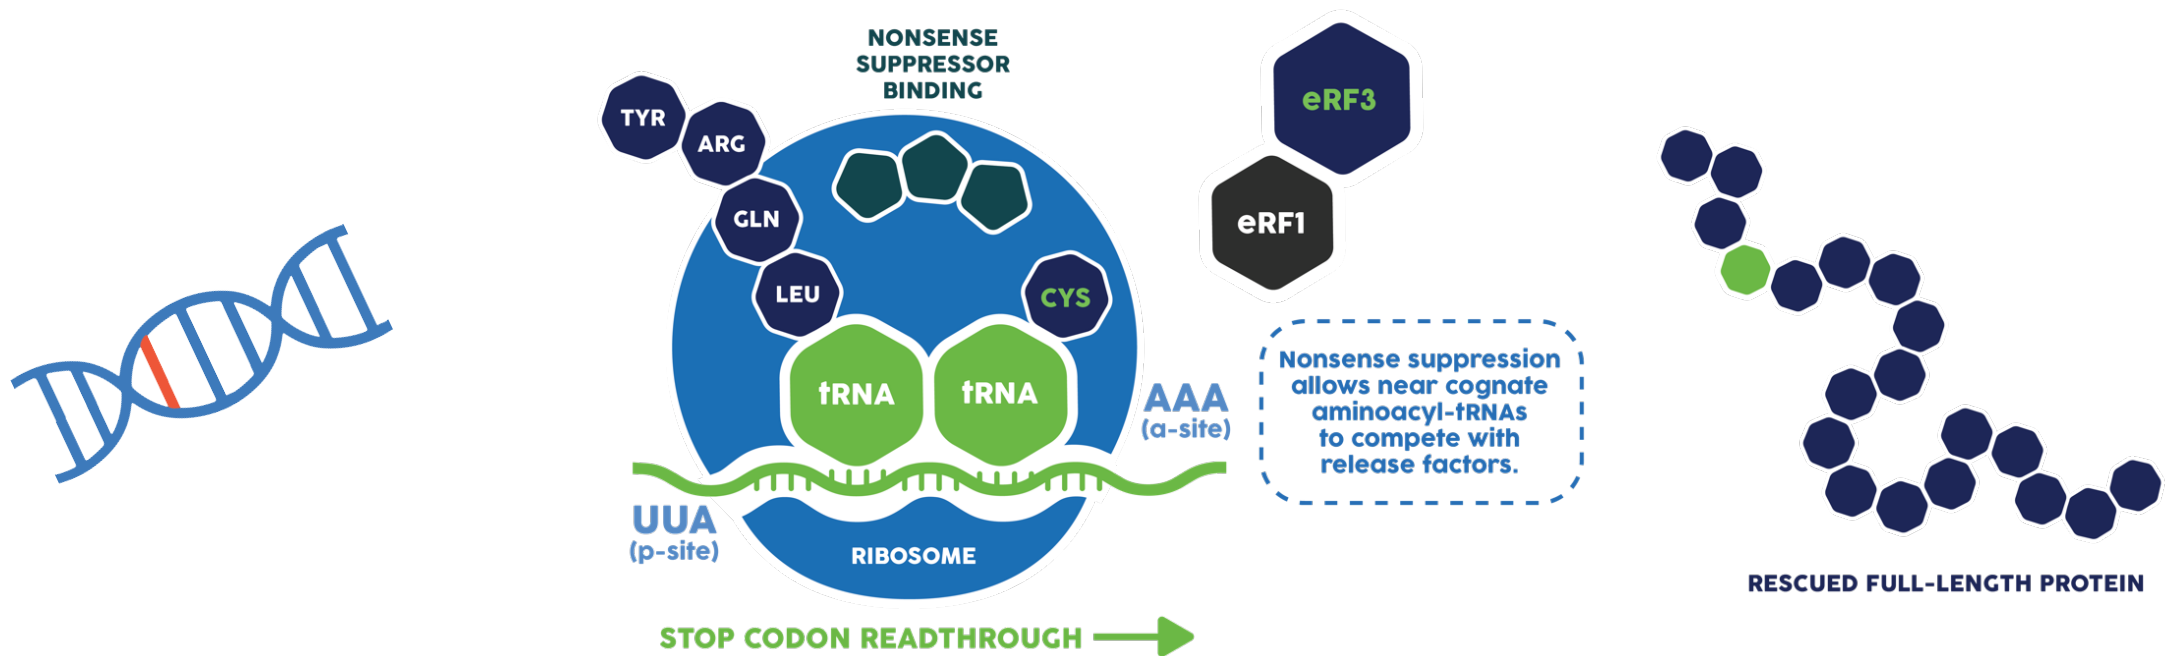 NONSENSE
SUPPRESSOR
BINDING
TYR
ARG
GLN
LEU
CYS
tRNA
tRNA
eRF3
eRF1
AAA
(a-site)
UUA
(p-site)
RIBOSOME
STOP CODON READTHROUGH
Nonsense suppression
allows near cognate
aminoacyl-tRNAs
to compete with
release factors.
RESCUED FULL-LENGTH PROTEIN